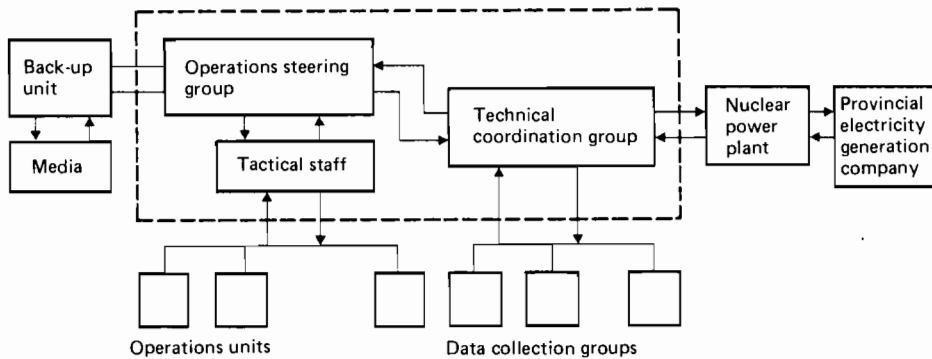 Back-up
unit
Operations steering
group
Technical
coordination group
Nuclear
power
plant
Provincial
electricity
generation
company
Media
Tactical staff
Operations units
Data collection groups